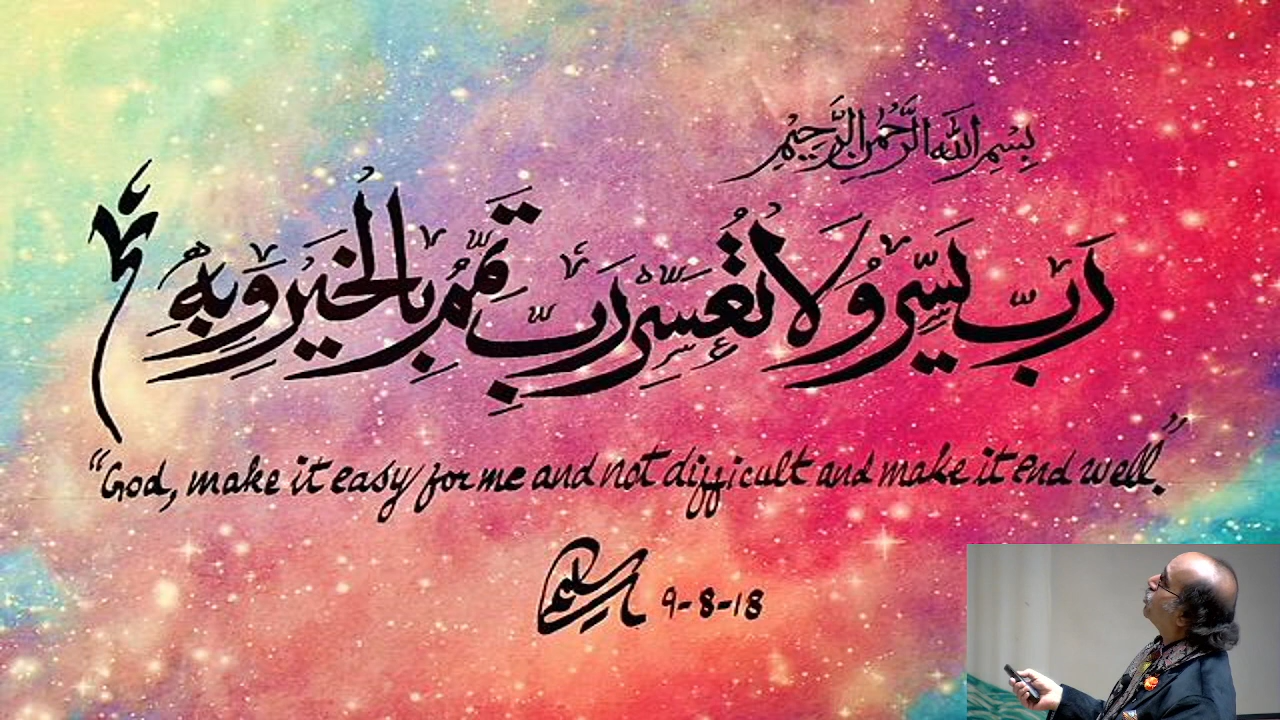 بِسْمِ اللهِ الرَّحْمٰنِ الرَّحِيْمِ
رَبِّ يَسِّرْ وَلَا تُعَسِّرْ رَبِّ تَمِّمْ بِالْخَيْرِ وَبِهِ
"God, make it easy for me and not difficult and make it end well."
9-8-18